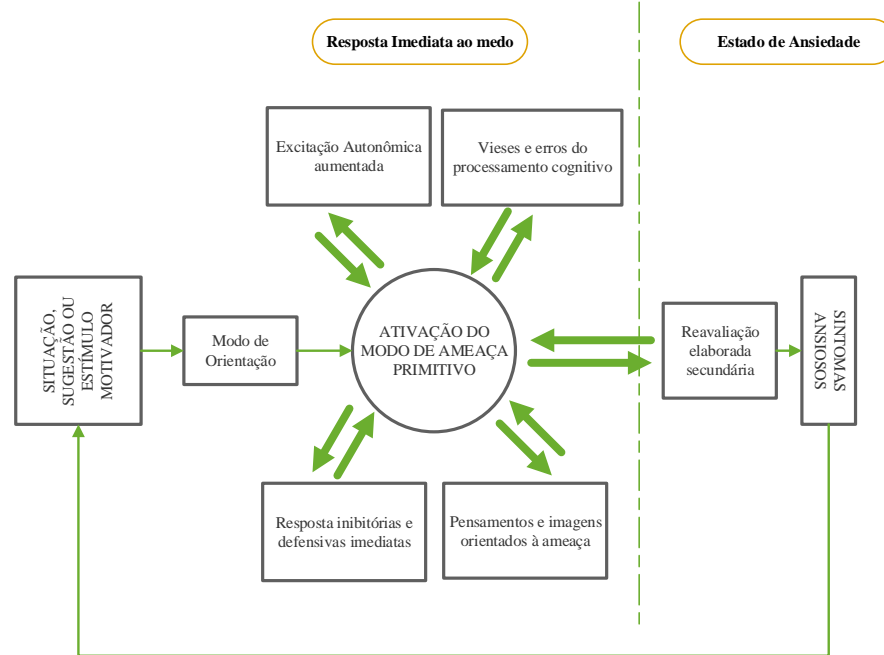 Resposta Imediata ao medo
Estado de Ansiedade
Excitação Autonômica
aumentada
Vieses e erros do
processamento cognitivo
SITUAÇÃO,
SUGESTÃO OU
ESTÍMULO
MOTIVADOR
Modo de
Orientação
ATIVAÇÃO DO
MODO DE AMEAÇA
PRIMITIVO
Reavaliação
elaborada
secundária
SINTOMAS
ANSIOSOS
Resposta inibitórias e
defensivas imediatas
Pensamentos e imagens
orientados à ameaça